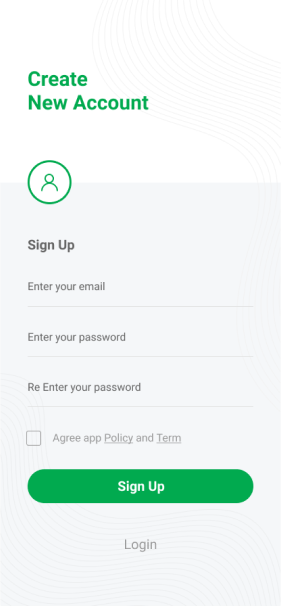 Create
New Account
Sign Up
Enter your email
Enter your password
Re Enter your password
Agree app Policy and Term
Sign Up
Login